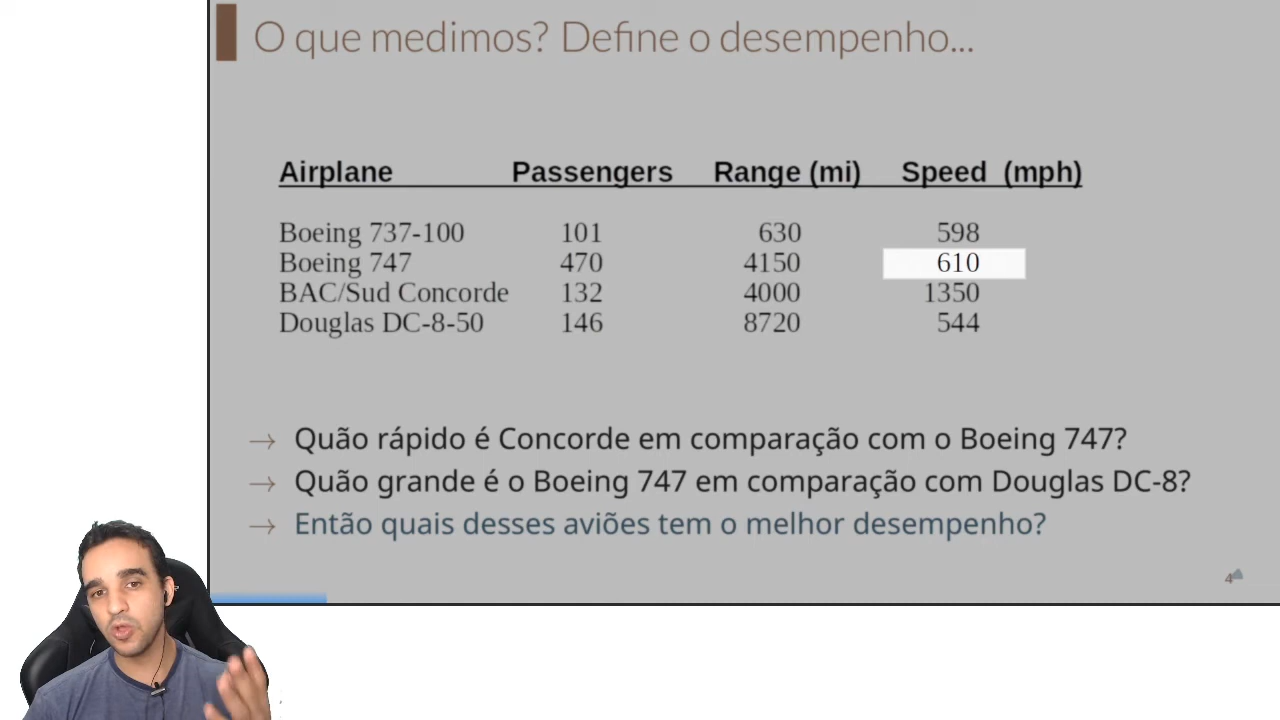 O que medimos? Define o desempenho...
Airplane Passengers Range (mi) Speed (mph)
Boeing 737-100 101 630 598
Boeing 747 470 4150 610
BAC/Sud Concorde 132 4000 1350
Douglas DC-8-50 146 8720 544
→ Quão rápido é Concorde em comparação com o Boeing 747?
→ Quão grande é o Boeing 747 em comparação com Douglas DC-8?
→ Então quais desses aviões tem o melhor desempenho?
4